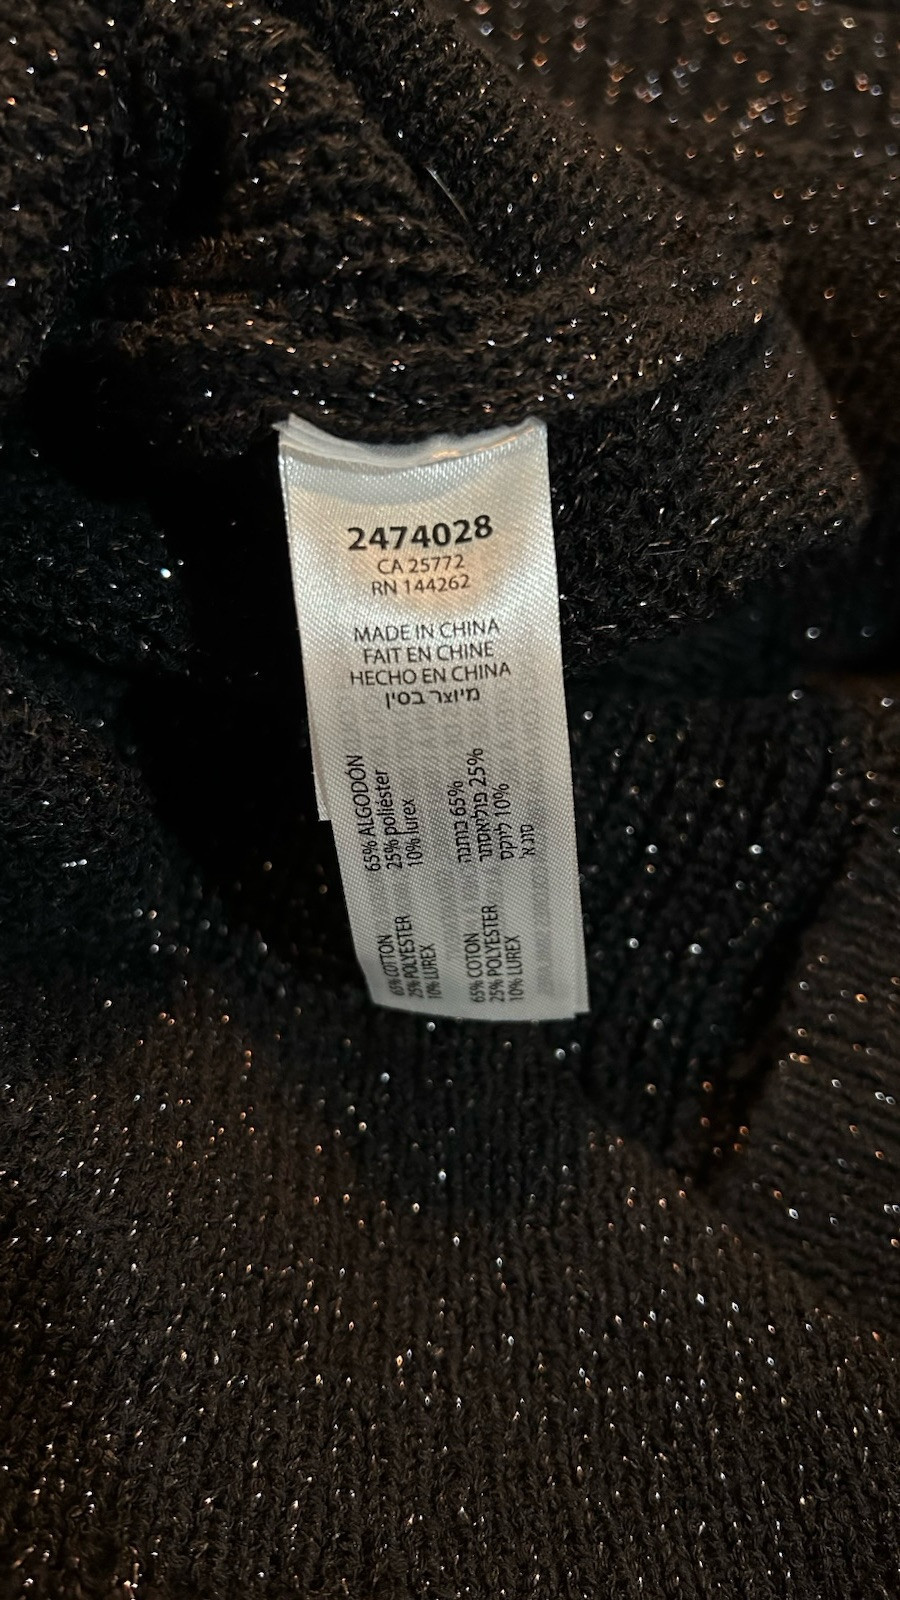 2474028
CA 25772
RN 144262
MADE IN CHINA
FAIT EN CHINE
HECHO EN CHINA
מיוצר בסין
65% ALGODÓN
25% poliéster
10% lurex
65% כותנה
25% פוליאסתר
10% לורקס
סוג א'
65% COTTON
25% POLYESTER
10% LUREX
65% COTON
25% POLYESTER
10% LUREX